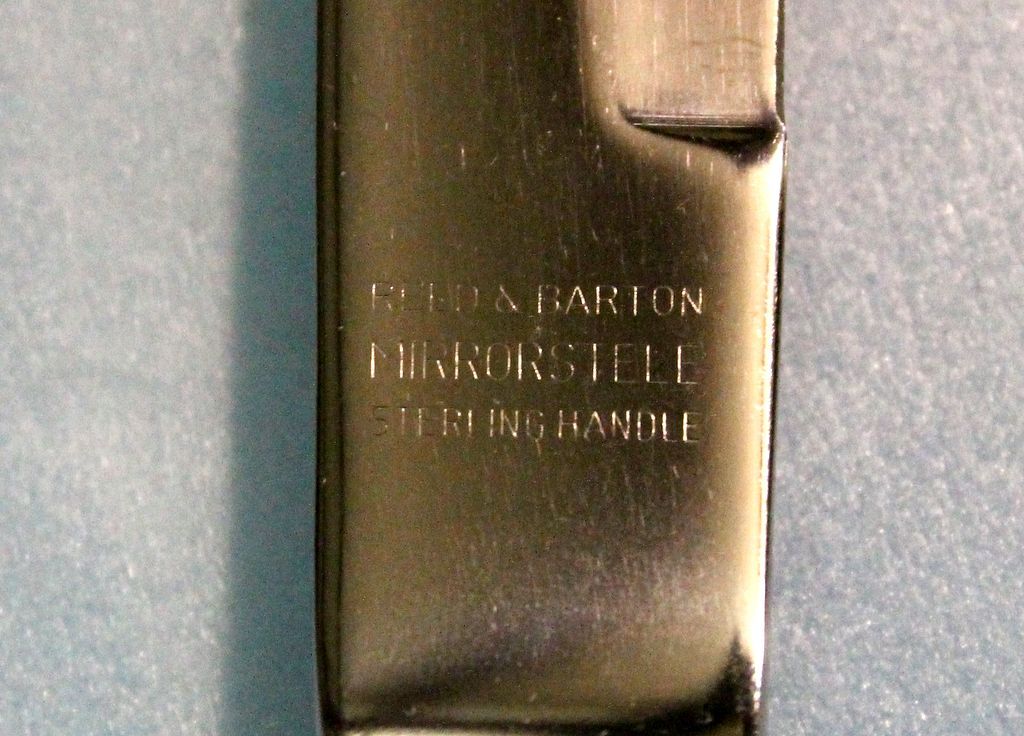 REED & BARTON
MIRRORSTELE
STERLING HANDLE